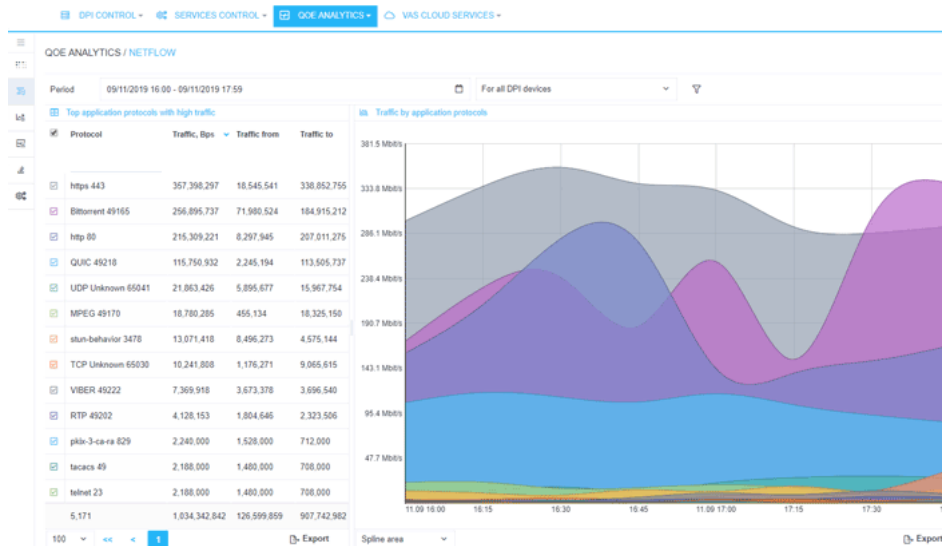 DPI CONTROL SERVICES CONTROL QOE ANALYTICS VAS CLOUD SERVICES
QOE ANALYTICS / NETFLOW
Period 09/11/2019 16:00 - 09/11/2019 17:59 For all DPI devices
Top application protocols with high traffic
Protocol Traffic, Bps Traffic from Traffic to
https 443 357,398,297 18,545,541 338,852,755
Bittorrent 49165 256,895,737 71,980,524 184,915,212
http 80 215,309,221 8,297,945 207,011,275
QUIC 49218 115,750,932 2,245,194 113,505,737
UDP Unknown 65041 21,863,426 5,895,677 15,967,754
MPEG 49170 18,780,285 455,134 18,325,150
stun-behavior 3478 13,071,418 8,496,273 4,575,144
TCP Unknown 65030 10,241,808 1,176,271 9,065,615
VIBER 49222 7,369,918 3,673,378 3,696,540
RTP 49202 4,128,153 1,804,646 2,323,506
pkix-3-ca-ra 829 2,240,000 1,528,000 712,000
tacacs 49 2,188,000 1,480,000 708,000
telnet 23 2,188,000 1,480,000 708,000
5,171 1,034,342,842 126,599,859 907,742,982
100 << < 1 Export
Traffic by application protocols
381.5 Mbit/s
333.8 Mbit/s
286.1 Mbit/s
238.4 Mbit/s
190.7 Mbit/s
143.1 Mbit/s
95.4 Mbit/s
47.7 Mbit/s
11.09 16:00 16:15 16:30 16:45 11.09 17:00 17:15 17:30
Spline area Export